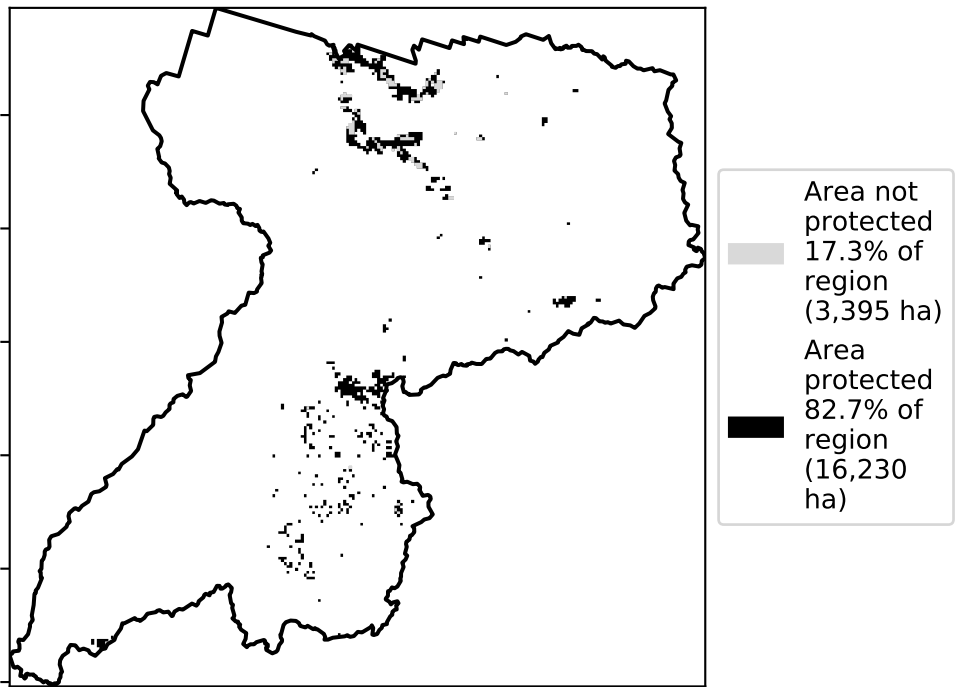 Area not
protected
17.3% of
region
(3,395 ha)
Area
protected
82.7% of
region
(16,230
ha)